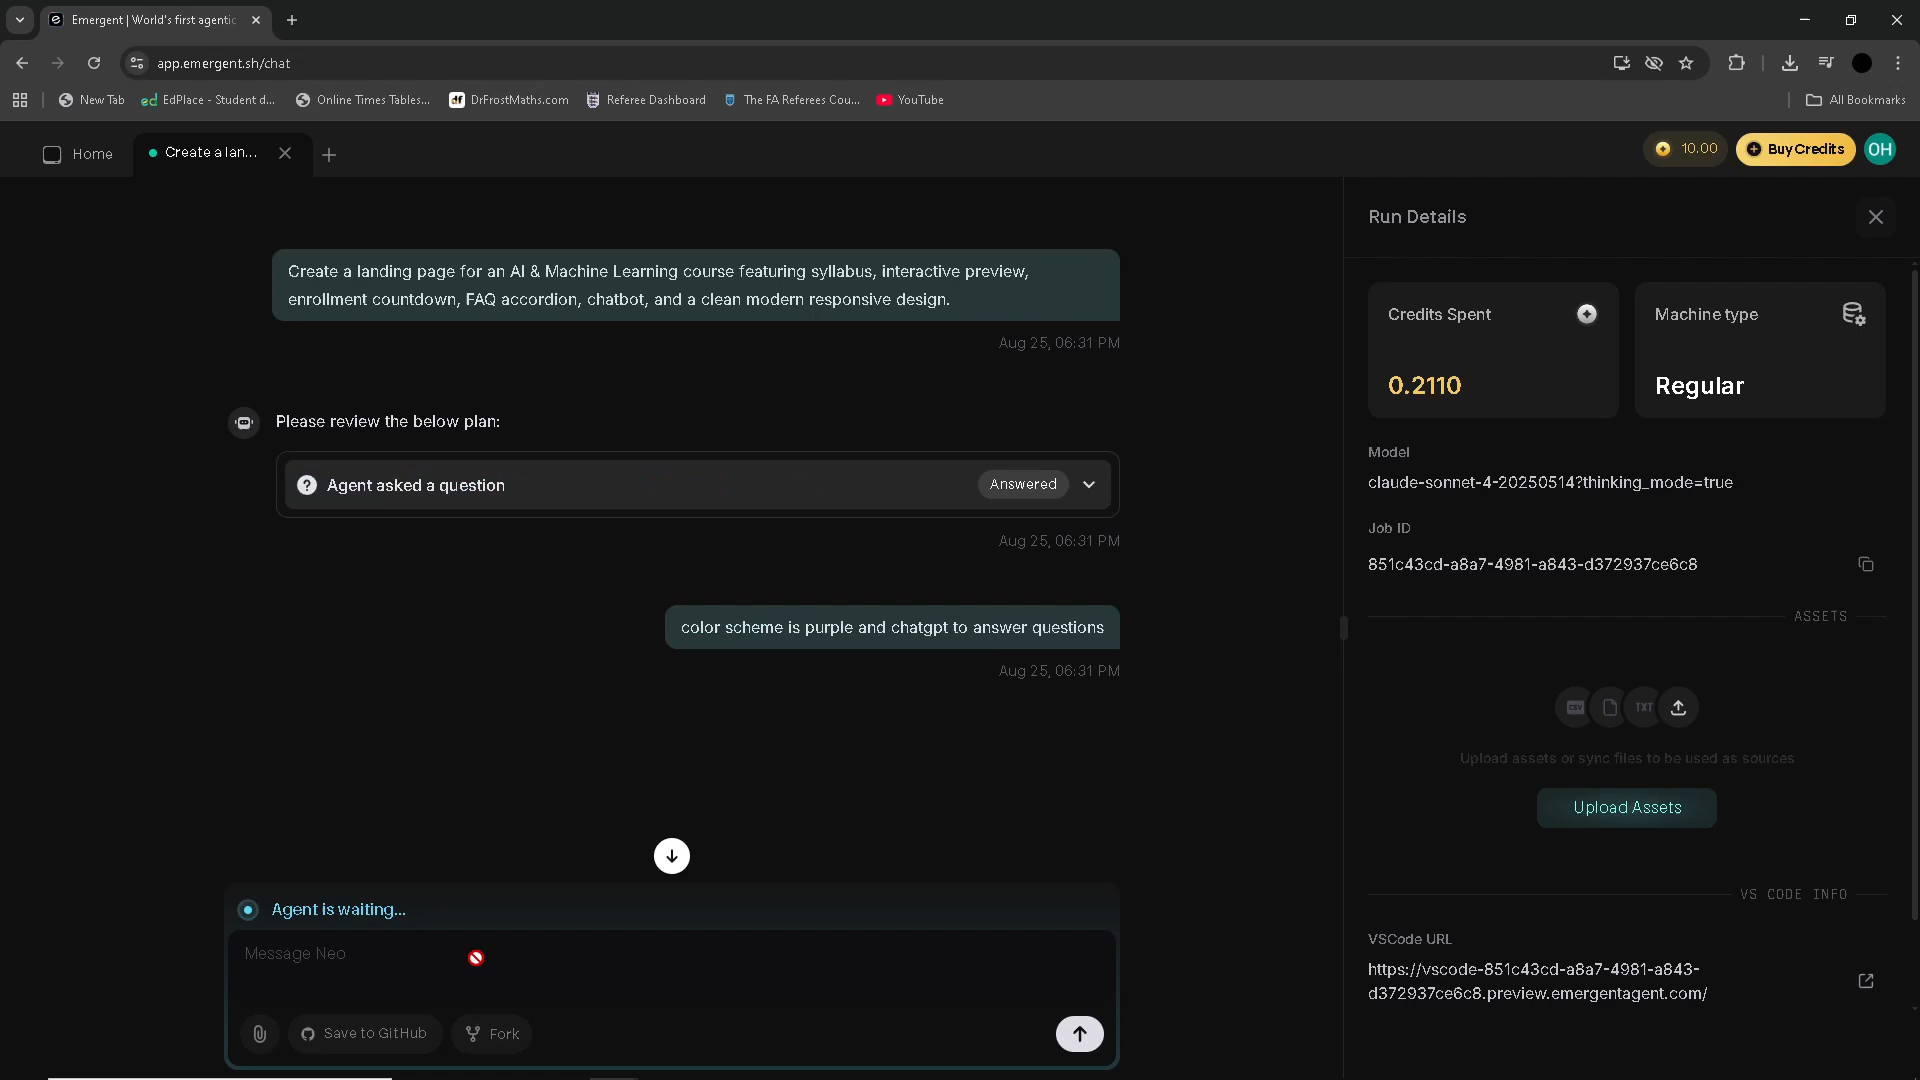 Emergent | World's first agentic
app.emergent.sh/chat
New Tab
EdPlace - Student d...
Online Times Tables...
DrFrostMaths.com
Referee Dashboard
The FA Referees Cou...
YouTube
All Bookmarks
Home
Create a lan...
10.00
Buy Credits
OH
Create a landing page for an AI & Machine Learning course featuring syllabus, interactive preview,
enrollment countdown, FAQ accordion, chatbot, and a clean modern responsive design.
Aug 25, 06:31 PM
Please review the below plan:
Agent asked a question
Answered
Aug 25, 06:31 PM
color scheme is purple and chatgpt to answer questions
Aug 25, 06:31 PM
Agent is waiting...
Message Neo
Save to GitHub
Fork
Run Details
Credits Spent
0.2110
Machine type
Regular
Model
claude-sonnet-4-20250514?thinking_mode=true
Job ID
851c43cd-a8a7-4981-a843-d372937ce6c8
ASSETS
CSV
TXT
Upload assets or sync files to be used as sources
Upload Assets
VS CODE INFO
VSCode URL
https://vscode-851c43cd-a8a7-4981-a843-
d372937ce6c8.preview.emergentagent.com/